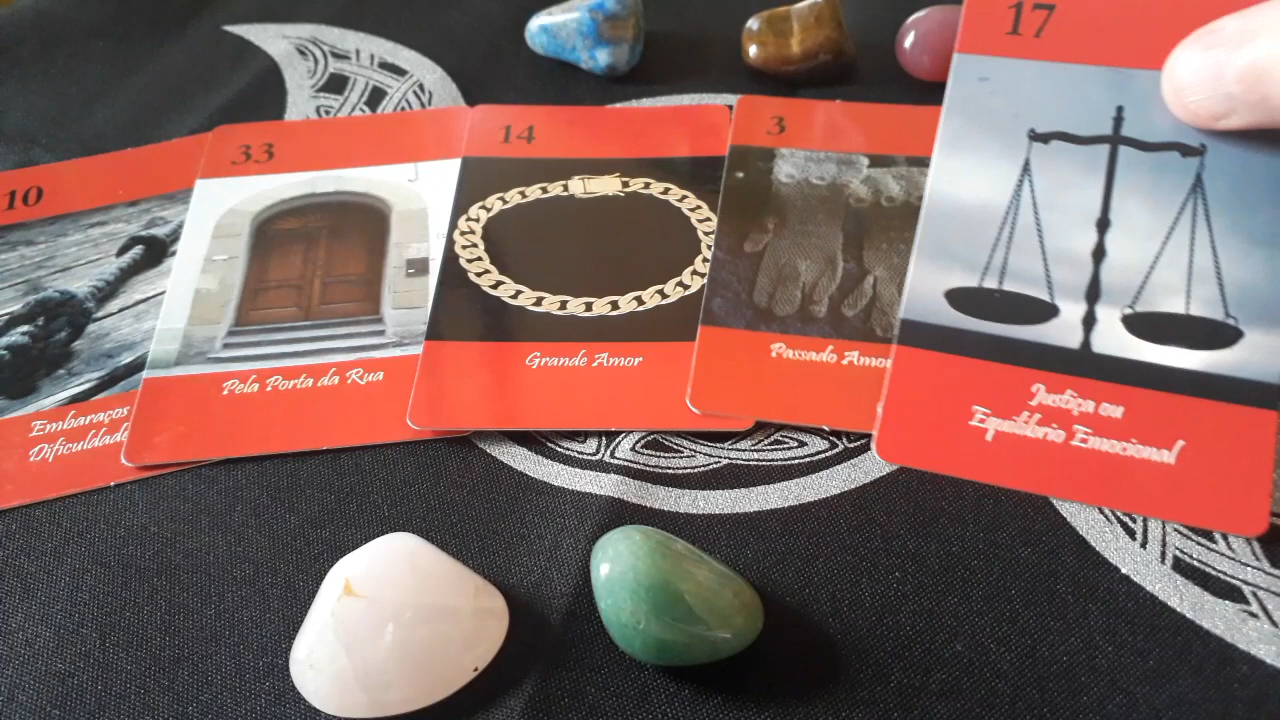 10
Embaraços
Dificuldade
33
Pela Porta da Rua
14
Grande Amor
3
Passado Amo
17
Justiça ou
Equilíbrio Emocional